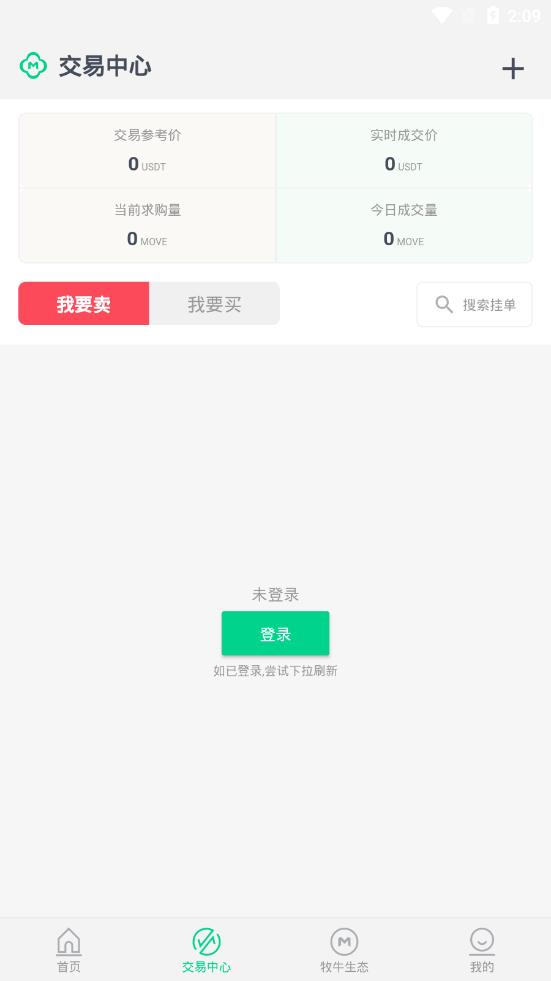 2:09
交易中心
交易参考价
实时成交价
0 USDT
0 USDT
当前求购量
今日成交量
0 MOVE
0 MOVE
我要卖
我要买
搜索挂单
未登录
登录
如已登录,尝试下拉刷新
首页
交易中心
牧牛生态
我的